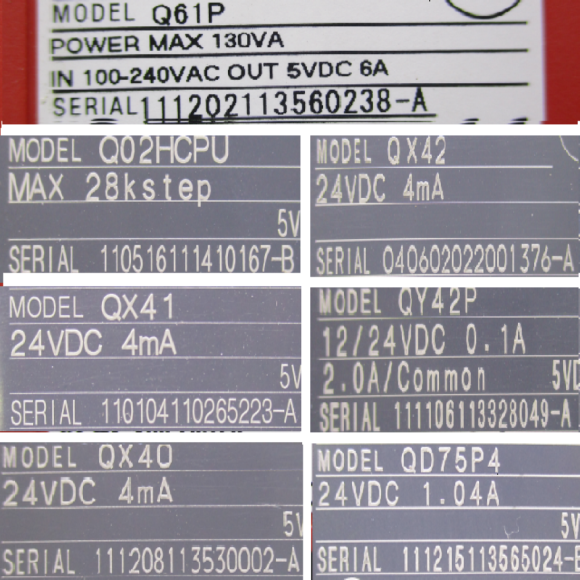 MODEL Q61P
POWER MAX 130VA
IN 100-240VAC OUT 5VDC 6A
SERIAL 111202113560238-A
MODEL Q02HCPU
MAX 28kstep
5V
SERIAL 110516111410167-B
MODEL QX42
24VDC 4mA
SERIAL 040602022001376-A
MODEL QX41
24VDC 4mA
5V
SERIAL 110104110265223-A
MODEL QY42P
12/24VDC 0.1A
2.0A/Common 5VD
SERIAL 111106113328049-A
MODEL QX40
24VDC 4mA
5V
SERIAL 111208113530002-A
MODEL QD75P4
24VDC 1.04A
5V
SERIAL 111215113565024-